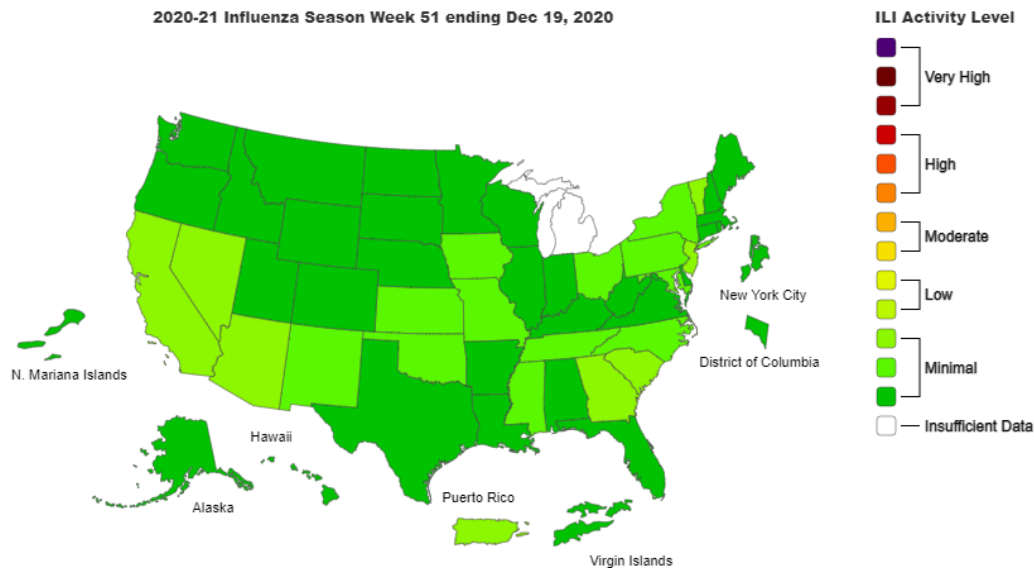 2020-21 Influenza Season Week 51 ending Dec 19, 2020
ILI Activity Level
Very High
High
Moderate
Low
Minimal
Insufficient Data
New York City
District of Columbia
N. Mariana Islands
Hawaii
Alaska
Puerto Rico
Virgin Islands